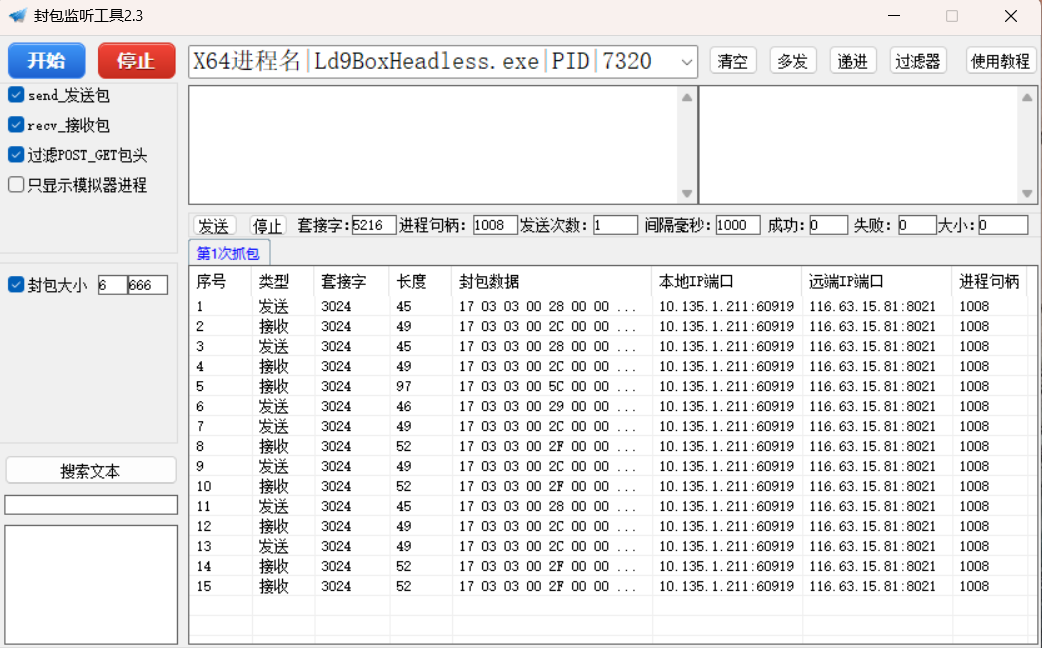 封包监听工具2.3
开始 停止 X64进程名|Ld9BoxHeadless.exe|PID|7320 清空 多发 递进 过滤器 使用教程
send_发送包
recv_接收包
过滤POST_GET包头
只显示模拟器进程
发送 停止 套接字:5216 进程句柄: 1008 发送次数: 1 间隔毫秒: 1000 成功: 0 失败: 0 大小: 0
第1次抓包
封包大小 6 666
搜索文本
序号 类型 套接字 长度 封包数据 本地IP端口 远端IP端口 进程句柄
1 发送 3024 45 17 03 03 00 28 00 00 ... 10.135.1.211:60919 116.63.15.81:8021 1008
2 接收 3024 49 17 03 03 00 2C 00 00 ... 10.135.1.211:60919 116.63.15.81:8021 1008
3 发送 3024 45 17 03 03 00 28 00 00 ... 10.135.1.211:60919 116.63.15.81:8021 1008
4 接收 3024 49 17 03 03 00 2C 00 00 ... 10.135.1.211:60919 116.63.15.81:8021 1008
5 接收 3024 97 17 03 03 00 5C 00 00 ... 10.135.1.211:60919 116.63.15.81:8021 1008
6 发送 3024 46 17 03 03 00 29 00 00 ... 10.135.1.211:60919 116.63.15.81:8021 1008
7 发送 3024 49 17 03 03 00 2C 00 00 ... 10.135.1.211:60919 116.63.15.81:8021 1008
8 接收 3024 52 17 03 03 00 2F 00 00 ... 10.135.1.211:60919 116.63.15.81:8021 1008
9 发送 3024 49 17 03 03 00 2C 00 00 ... 10.135.1.211:60919 116.63.15.81:8021 1008
10 接收 3024 52 17 03 03 00 2F 00 00 ... 10.135.1.211:60919 116.63.15.81:8021 1008
11 发送 3024 45 17 03 03 00 28 00 00 ... 10.135.1.211:60919 116.63.15.81:8021 1008
12 接收 3024 49 17 03 03 00 2C 00 00 ... 10.135.1.211:60919 116.63.15.81:8021 1008
13 发送 3024 49 17 03 03 00 2C 00 00 ... 10.135.1.211:60919 116.63.15.81:8021 1008
14 接收 3024 52 17 03 03 00 2F 00 00 ... 10.135.1.211:60919 116.63.15.81:8021 1008
15 接收 3024 52 17 03 03 00 2F 00 00 ... 10.135.1.211:60919 116.63.15.81:8021 1008